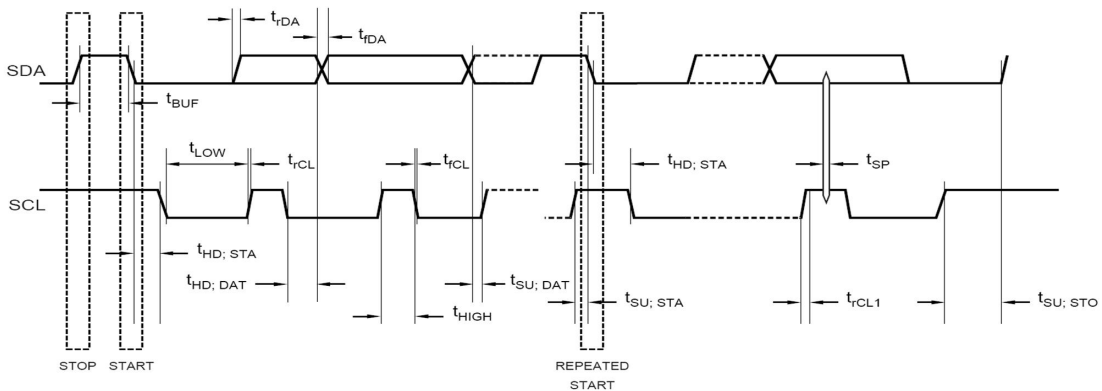 trDA
tfDA
SDA
tBUF
tLOW
trCL
tfCL
tHD; STA
tSP
SCL
tHD; STA
tHD; DAT
tSU; DAT
tHIGH
tSU; STA
trCL1
tSU; STO
STOP
START
REPEATED
START